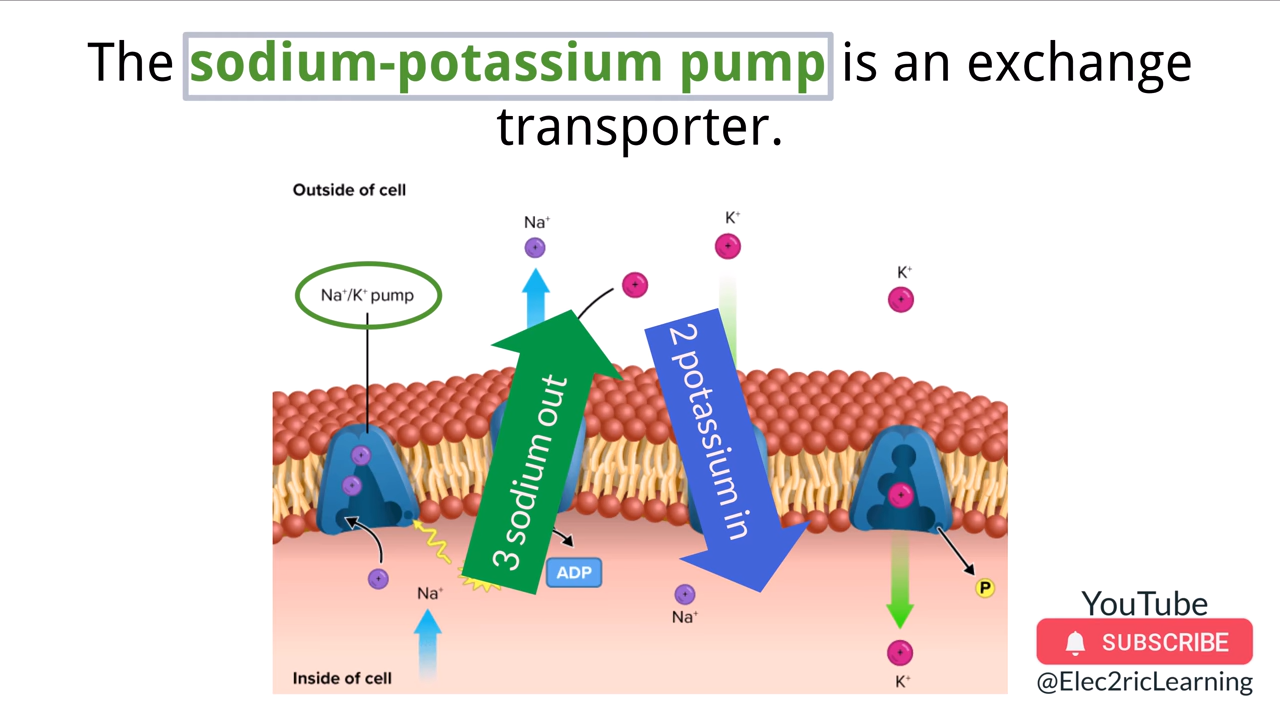 The sodium-potassium pump is an exchange
transporter.
Outside of cell
Na⁺
K⁺
K⁺
Na⁺/K⁺ pump
3 sodium out
2 potassium in
ADP
P
Na⁺
Na⁺
Inside of cell
K⁺
YouTube
SUBSCRIBE
@Elec2ricLearning